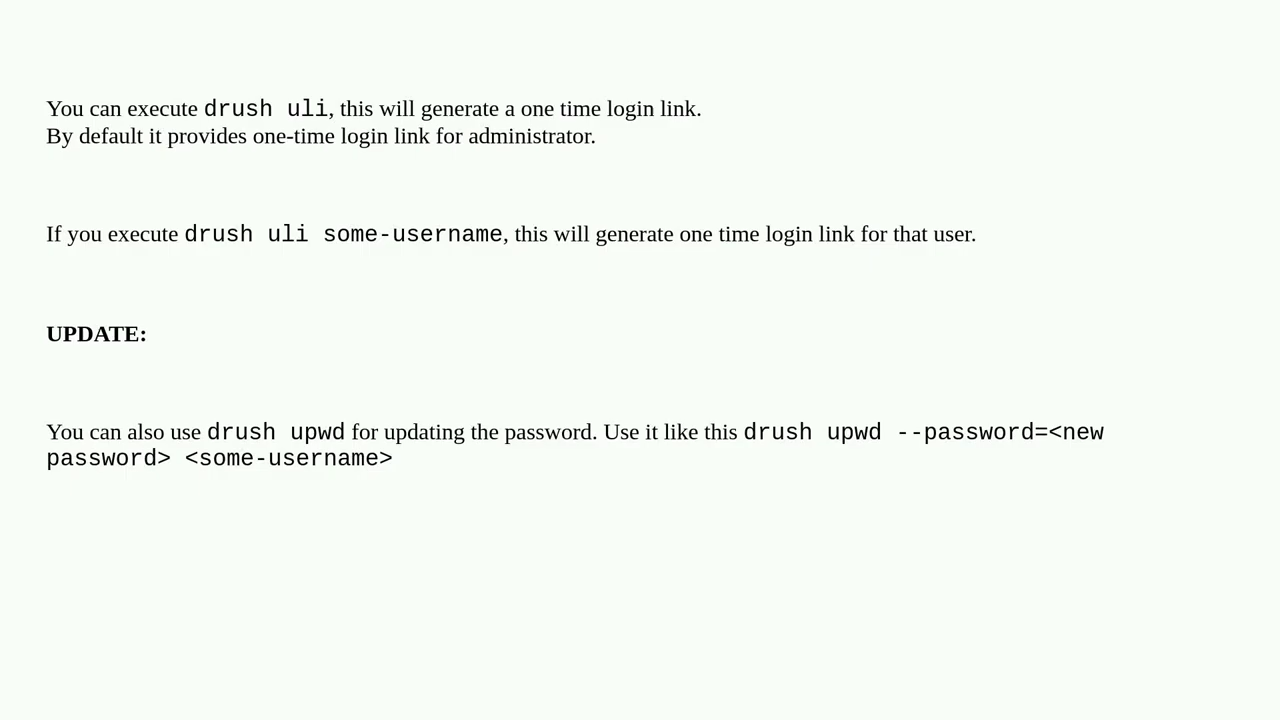 You can execute drush uli, this will generate a one time login link.
By default it provides one-time login link for administrator.
If you execute drush uli some-username, this will generate one time login link for that user.
UPDATE:
You can also use drush upwd for updating the password. Use it like this drush upwd --password=<new
password> <some-username>